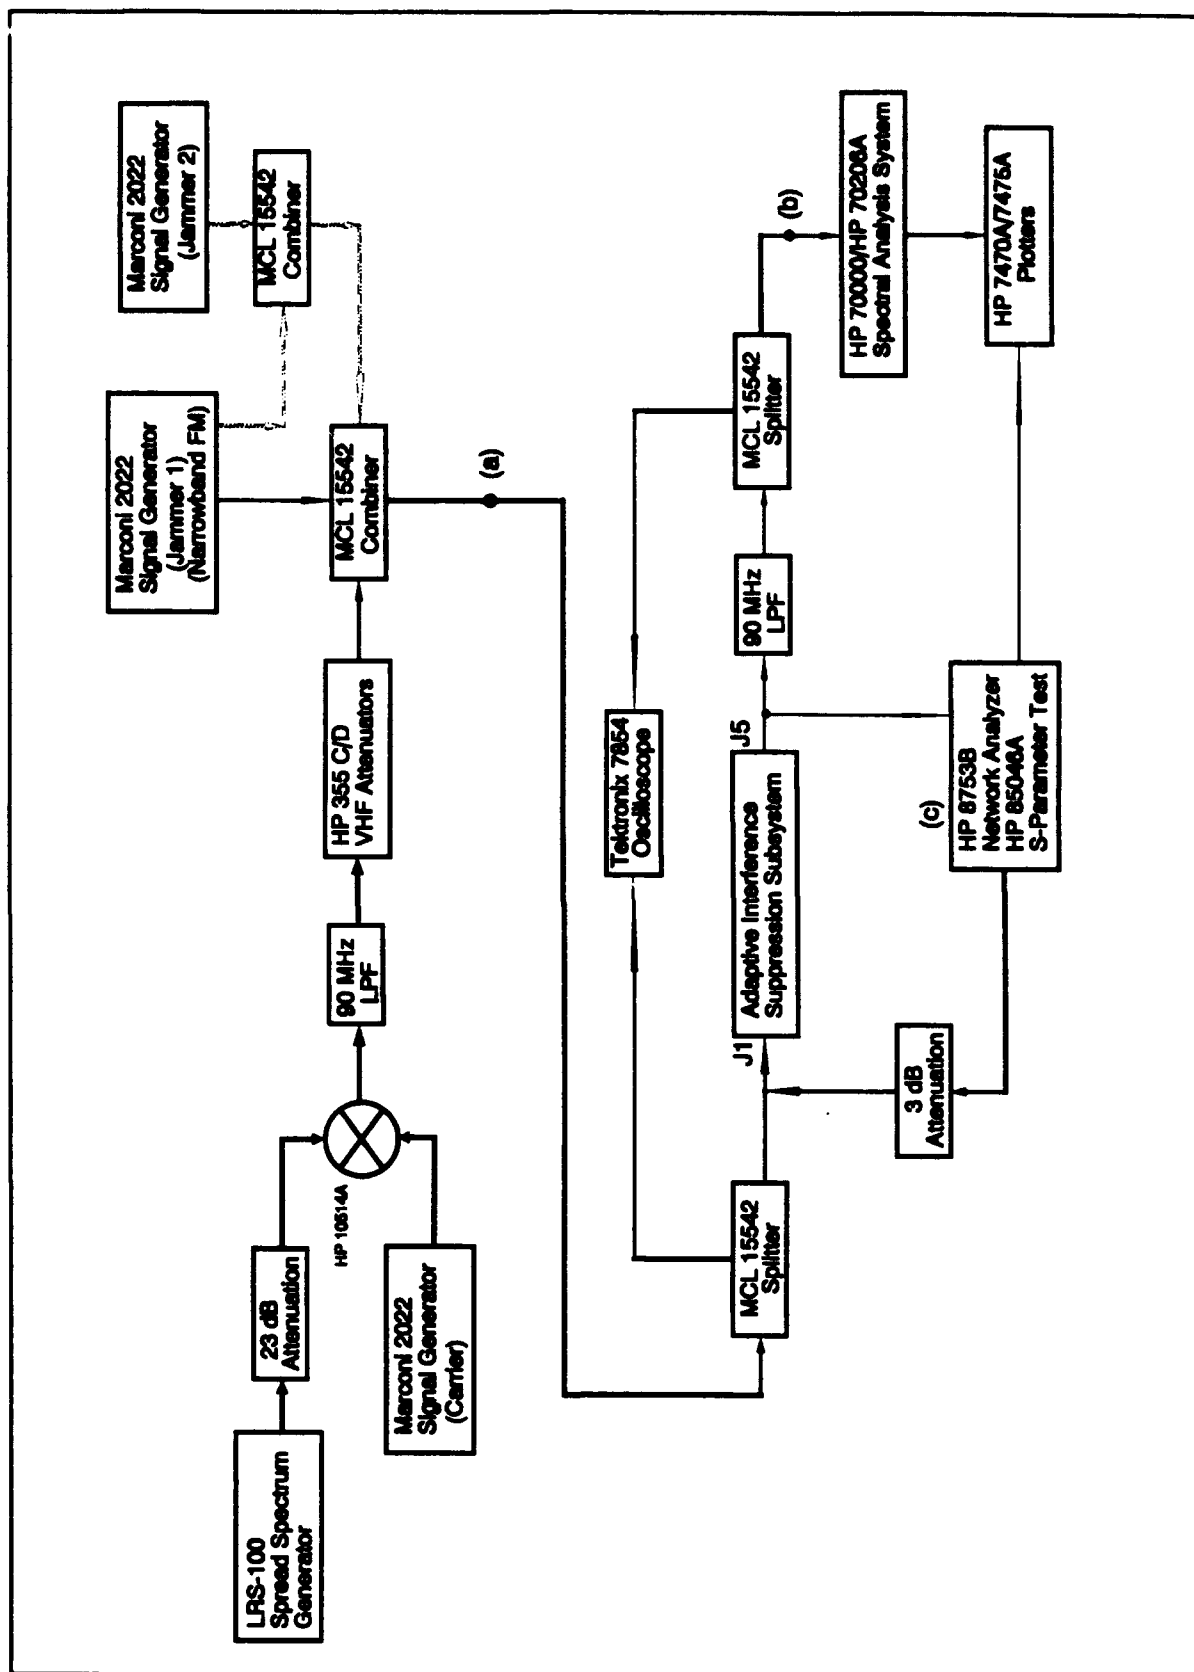 LRS-100
Spread Spectrum
Generator
23 dB
Attenuation
HP 10514A
Marconi 2022
Signal Generator
(Carrier)
90 MHz
LPF
HP 355 C/D
VHF Attenuators
Marconi 2022
Signal Generator
(Jammer 1)
(Narrowband FM)
Marconi 2022
Signal Generator
(Jammer 2)
MCL 15542
Combiner
MCL 15542
Combiner
(a)
MCL 15542
Splitter
Tektronix 7854
Oscilloscope
J1
Adaptive Interference
Suppression Subsystem
J5
3 dB
Attenuation
(c)
HP 8753B
Network Analyzer
HP 85046A
S-Parameter Test
90 MHz
LPF
MCL 15542
Splitter
(b)
HP 70000/HP 70206A
Spectral Analysis System
HP 7470A/7475A
Plotters